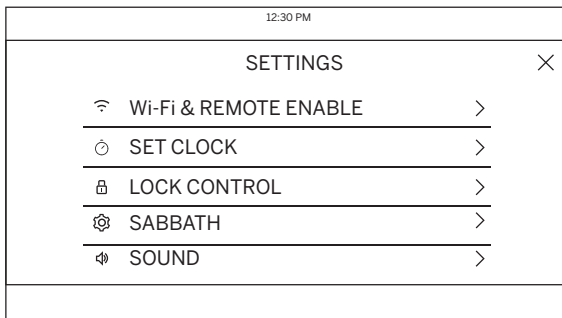 12:30 PM
SETTINGS
Wi-Fi & REMOTE ENABLE
SET CLOCK
LOCK CONTROL
SABBATH
SOUND